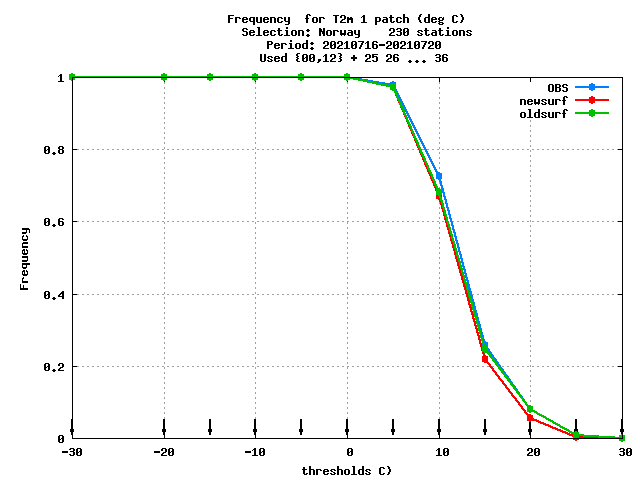 Frequency  for T2m 1 patch (deg C)
Selection: Norway    230 stations
Period: 20210716-20210720
Used {00,12} + 25 26 ... 36
OBS
newsurf
oldsurf
1
0.8
0.6
0.4
0.2
0
Frequency
-30
-20
-10
0
10
20
30
thresholds C)